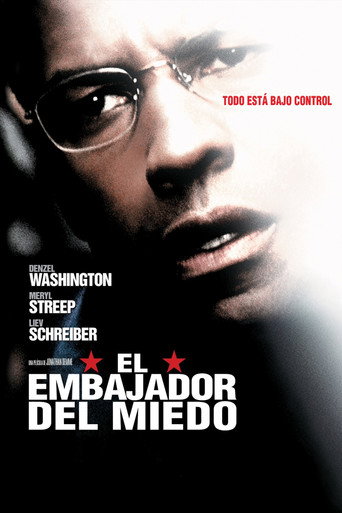 TODO ESTÁ BAJO CONTROL
DENZEL
WASHINGTON
MERYL
STREEP
LIEV
SCHREIBER
UNA PELÍCULA DE JONATHAN DEMME
EL
EMBAJADOR
DEL MIEDO